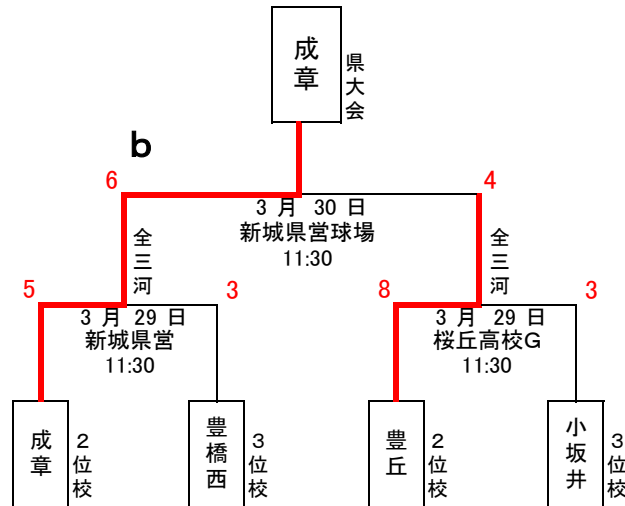 成章
県大会
b
6
4
3 月 30 日
新城県営球場
11:30
全三河
全三河
5
3
8
3
3 月 29 日
新城県営
11:30
3 月 29 日
桜丘高校G
11:30
成章
2位校
豊橋西
3位校
豊丘
2位校
小坂井
3位校